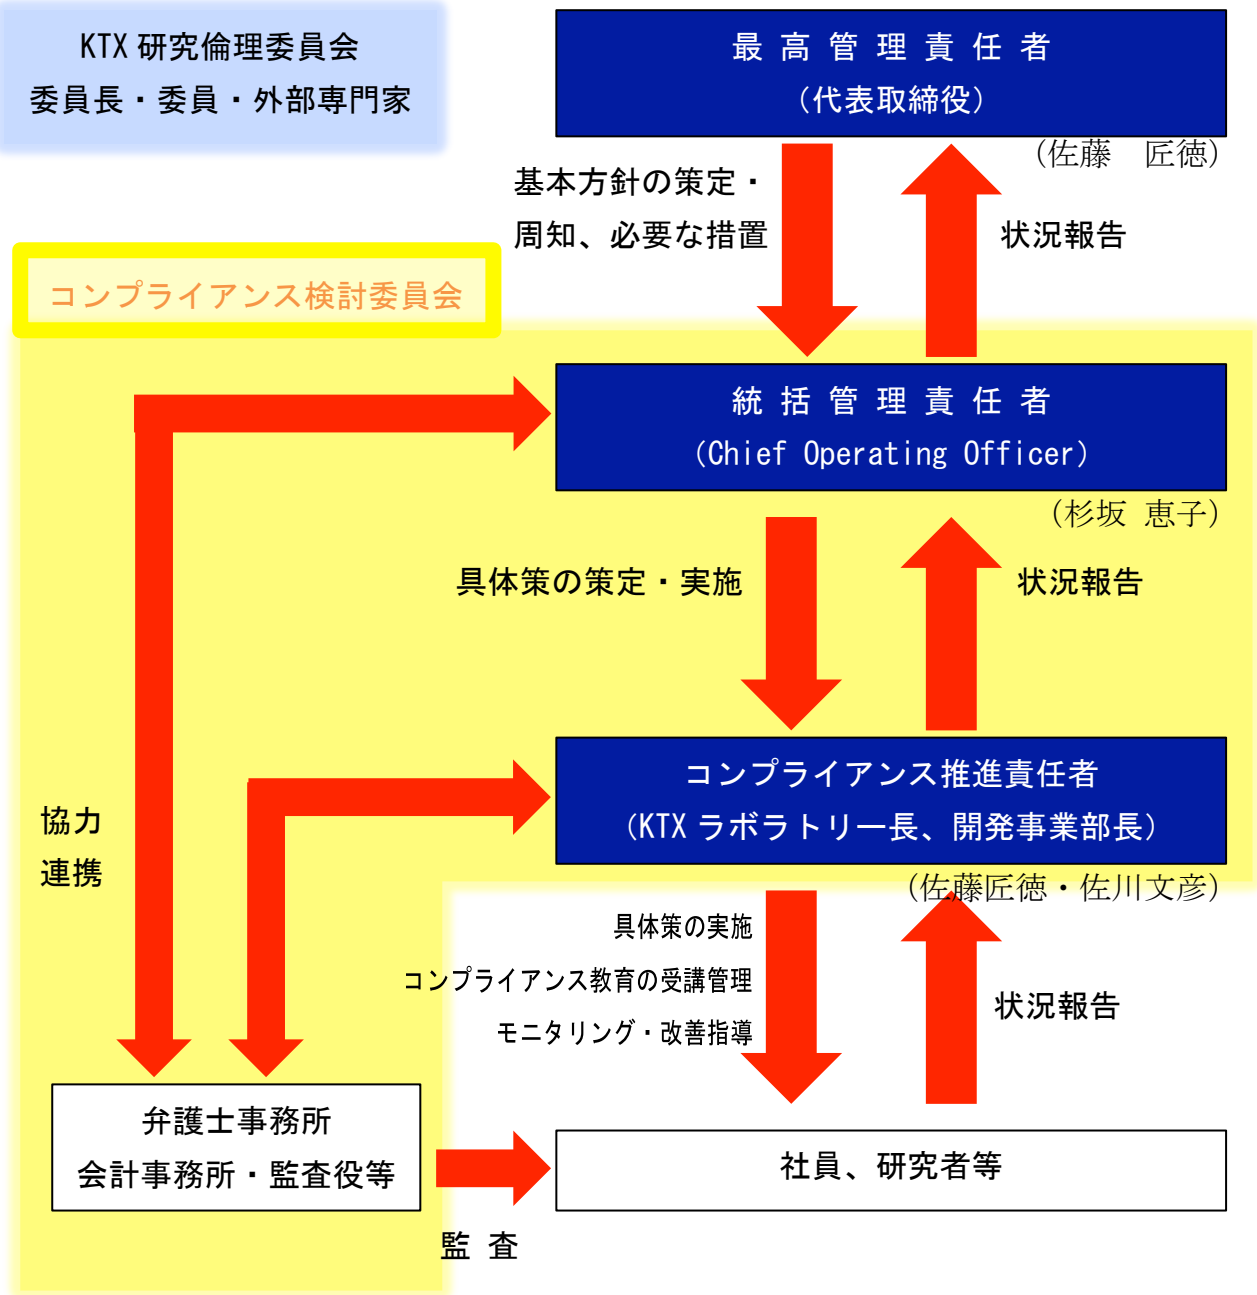 KTX 研究倫理委員会
委員長・委員・外部専門家
最高管理責任者
（代表取締役）
（佐藤　匠徳）
基本方針の策定・
周知、必要な措置
状況報告
コンプライアンス検討委員会
統括管理責任者
（Chief Operating Officer）
（杉坂 恵子）
具体策の策定・実施
状況報告
コンプライアンス推進責任者
（KTX ラボラトリー長、開発事業部長）
（佐藤匠徳・佐川文彦）
協力
連携
具体策の実施
コンプライアンス教育の受講管理
モニタリング・改善指導
状況報告
弁護士事務所
会計事務所・監査役等
社員、研究者等
監 査